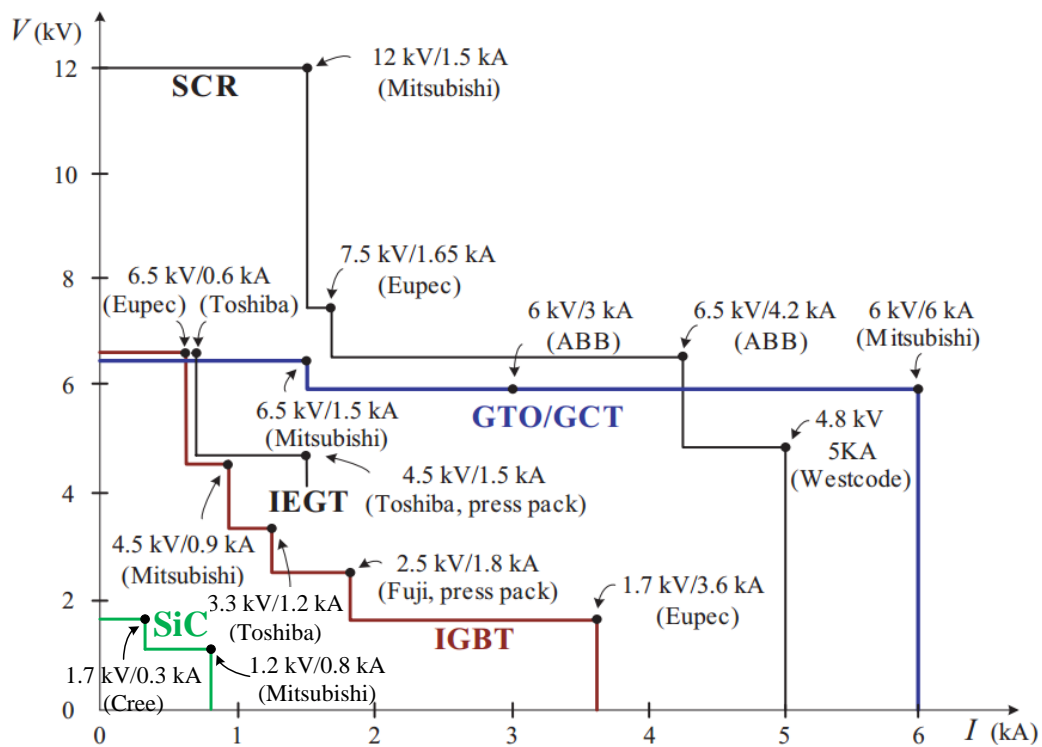 V (kV)
12
10
8
6
4
2
0
12 kV/1.5 kA
(Mitsubishi)
SCR
7.5 kV/1.65 kA
(Eupec)
6.5 kV/0.6 kA
(Eupec)
(Toshiba)
6 kV/3 kA
(ABB)
6.5 kV/4.2 kA
(ABB)
6 kV/6 kA
(Mitsubishi)
6.5 kV/1.5 kA
(Mitsubishi)
GTO/GCT
4.8 kV
5KA
(Westcode)
4.5 kV/1.5 kA
(Toshiba, press pack)
IEGT
4.5 kV/0.9 kA
(Mitsubishi)
2.5 kV/1.8 kA
(Fuji, press pack)
3.3 kV/1.2 kA
(Toshiba)
1.7 kV/3.6 kA
(Eupec)
IGBT
SiC
1.7 kV/0.3 kA
(Cree)
1.2 kV/0.8 kA
(Mitsubishi)
0
1
2
3
4
5
6
I (kA)